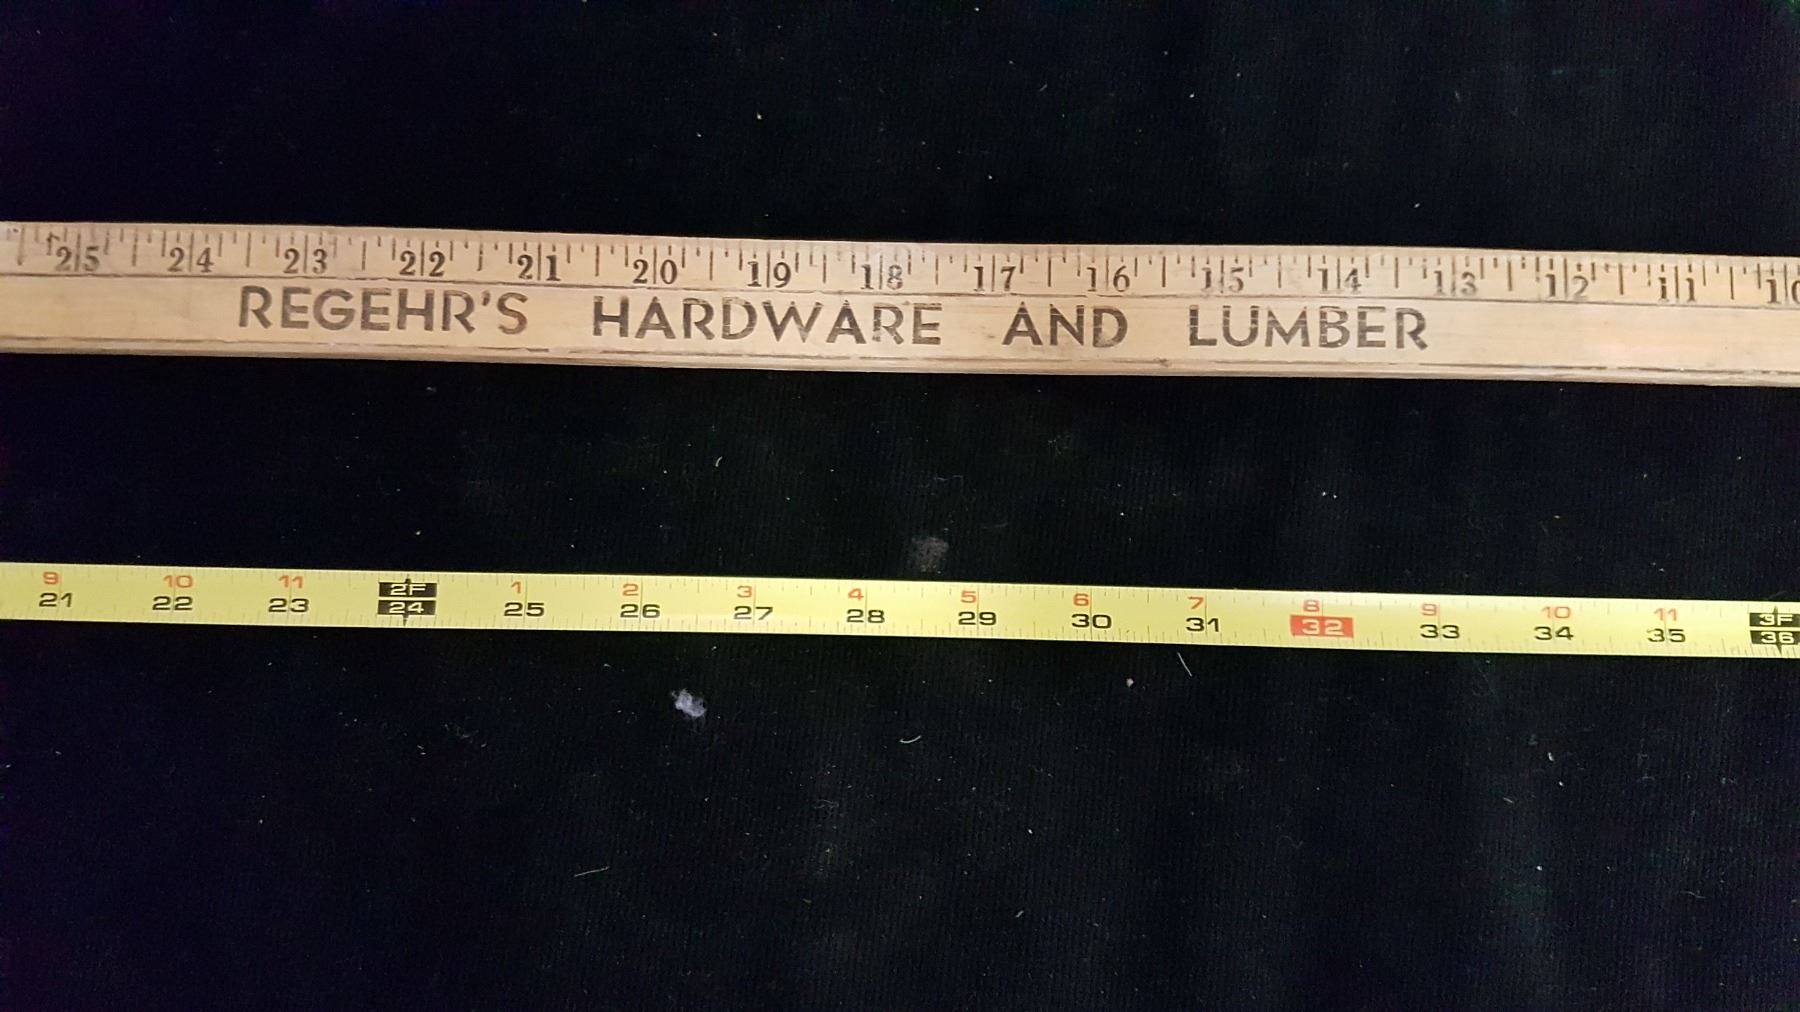 25 24 23 22 21 20 19 18 17 16 15 14 13 12 11 10
REGEHR'S HARDWARE AND LUMBER
9 10 11 2F 1 2 3 4 5 6 7 8 9 10 11 3F
21 22 23 24 25 26 27 28 29 30 31 32 33 34 35 36